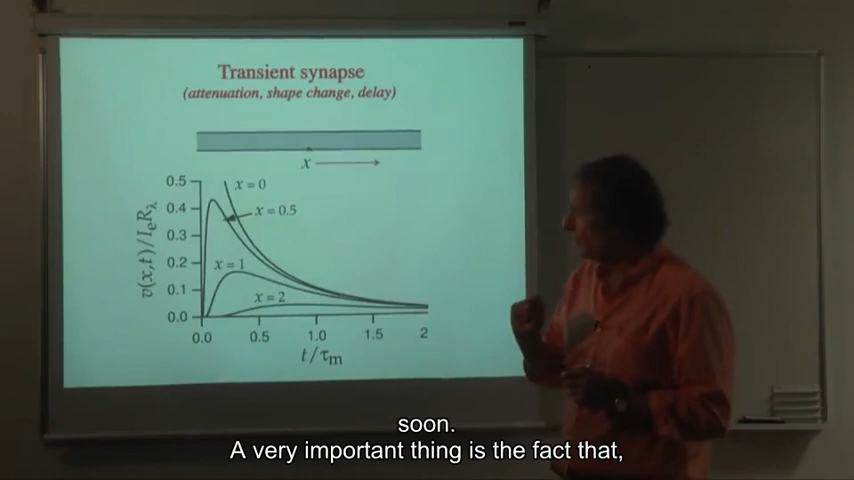 Transient synapse
(attenuation, shape change, delay)
x
v(x,t)/IeRλ
0.5
0.4
0.3
0.2
0.1
0.0
x = 0
x = 0.5
x = 1
x = 2
0.0 0.5 1.0 1.5 2
t/τm
soon.
A very important thing is the fact that,